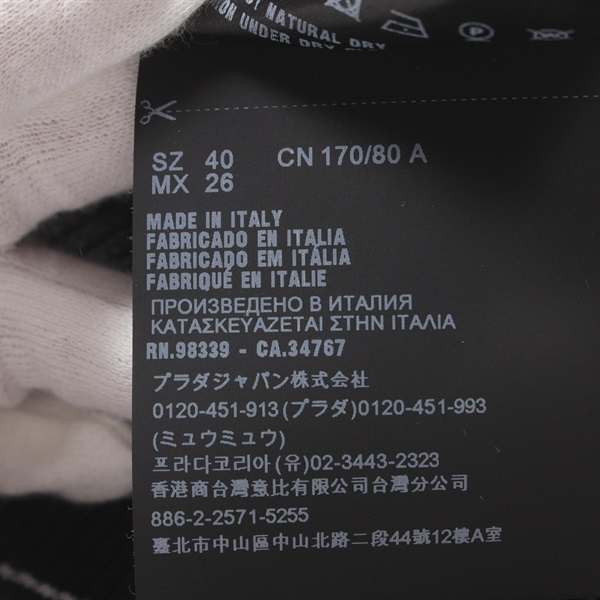 NATURAL DRY
UNDER DRY
SZ 40 CN 170/80 A
MX 26
MADE IN ITALY
FABRICADO EN ITALIA
FABRICADO EM ITÁLIA
FABRIQUÉ EN ITALIE
ПРОИЗВЕДЕНО В ИТАЛИЯ
ΚΑΤΑΣΚΕΥΑΖΕΤΑΙ ΣΤΗΝ ΙΤΑΛΙΑ
RN.98339 - CA.34767
プラダジャパン株式会社
0120-451-913(プラダ)0120-451-993
(ミュウミュウ)
프라다코리아(유)02-3443-2323
香港商台灣意比有限公司台灣分公司
886-2-2571-5255
臺北市中山區中山北路二段44號12樓A室